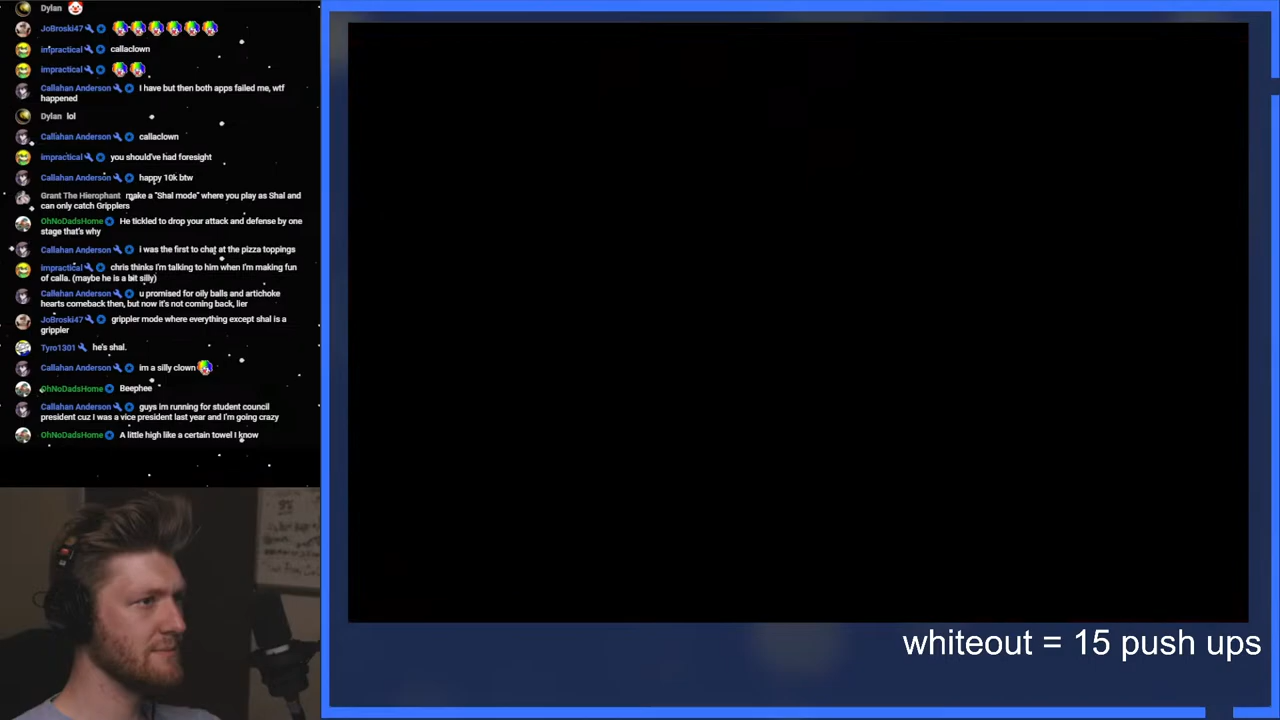 Dylan
JoBroski47
impractical callaclown
impractical
Callahan Anderson I have but then both apps failed me, wtf
happened
Dylan lol
Callahan Anderson callaclown
impractical you should've had foresight
Callahan Anderson happy 10k btw
Grant The Hierophant make a "Shal mode" where you play as Shal and
can only catch Gripplers
OhNoDadsHome He tickled to drop your attack and defense by one
stage that's why
Callahan Anderson i was the first to chat at the pizza toppings
impractical chris thinks I'm talking to him when I'm making fun
of calla. (maybe he is a bit silly)
Callahan Anderson u promised for oily balls and artichoke
hearts comeback then, but now it's not coming back, lier
JoBroski47 grippler mode where everything except shal is a
grippler
Tyro1301 he's shal.
Callahan Anderson im a silly clown
OhNoDadsHome Beephee
Callahan Anderson guys im running for student council
president cuz I was a vice president last year and I'm going crazy
OhNoDadsHome A little high like a certain towel I know
whiteout = 15 push ups